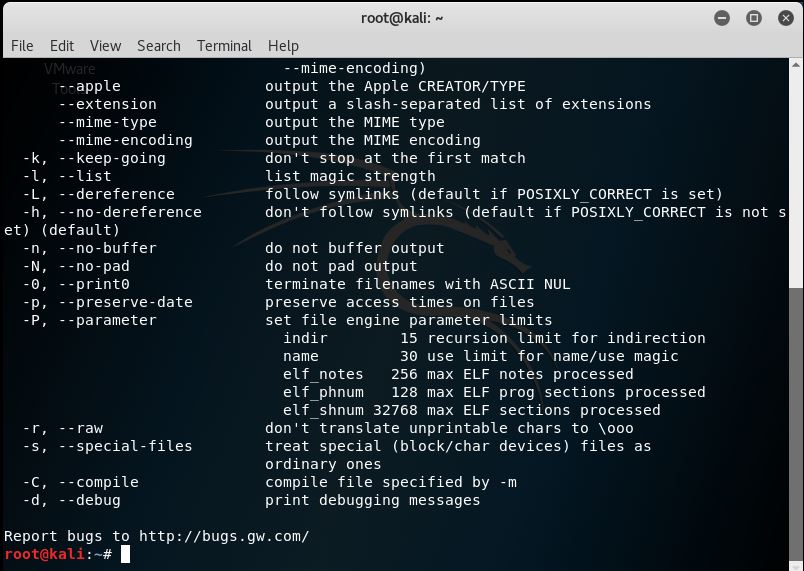 root@kali: ~
File Edit View Search Terminal Help
VMware
--mime-encoding)
--apple output the Apple CREATOR/TYPE
--extension output a slash-separated list of extensions
--mime-type output the MIME type
--mime-encoding output the MIME encoding
-k, --keep-going don't stop at the first match
-l, --list list magic strength
-L, --dereference follow symlinks (default if POSIXLY_CORRECT is set)
-h, --no-dereference don't follow symlinks (default if POSIXLY_CORRECT is not s
et) (default)
-n, --no-buffer do not buffer output
-N, --no-pad do not pad output
-0, --print0 terminate filenames with ASCII NUL
-p, --preserve-date preserve access times on files
-P, --parameter set file engine parameter limits
indir 15 recursion limit for indirection
name 30 use limit for name/use magic
elf_notes 256 max ELF notes processed
elf_phnum 128 max ELF prog sections processed
elf_shnum 32768 max ELF sections processed
-r, --raw don't translate unprintable chars to \ooo
-s, --special-files treat special (block/char devices) files as
ordinary ones
-C, --compile compile file specified by -m
-d, --debug print debugging messages
Report bugs to http://bugs.gw.com/
root@kali:~#